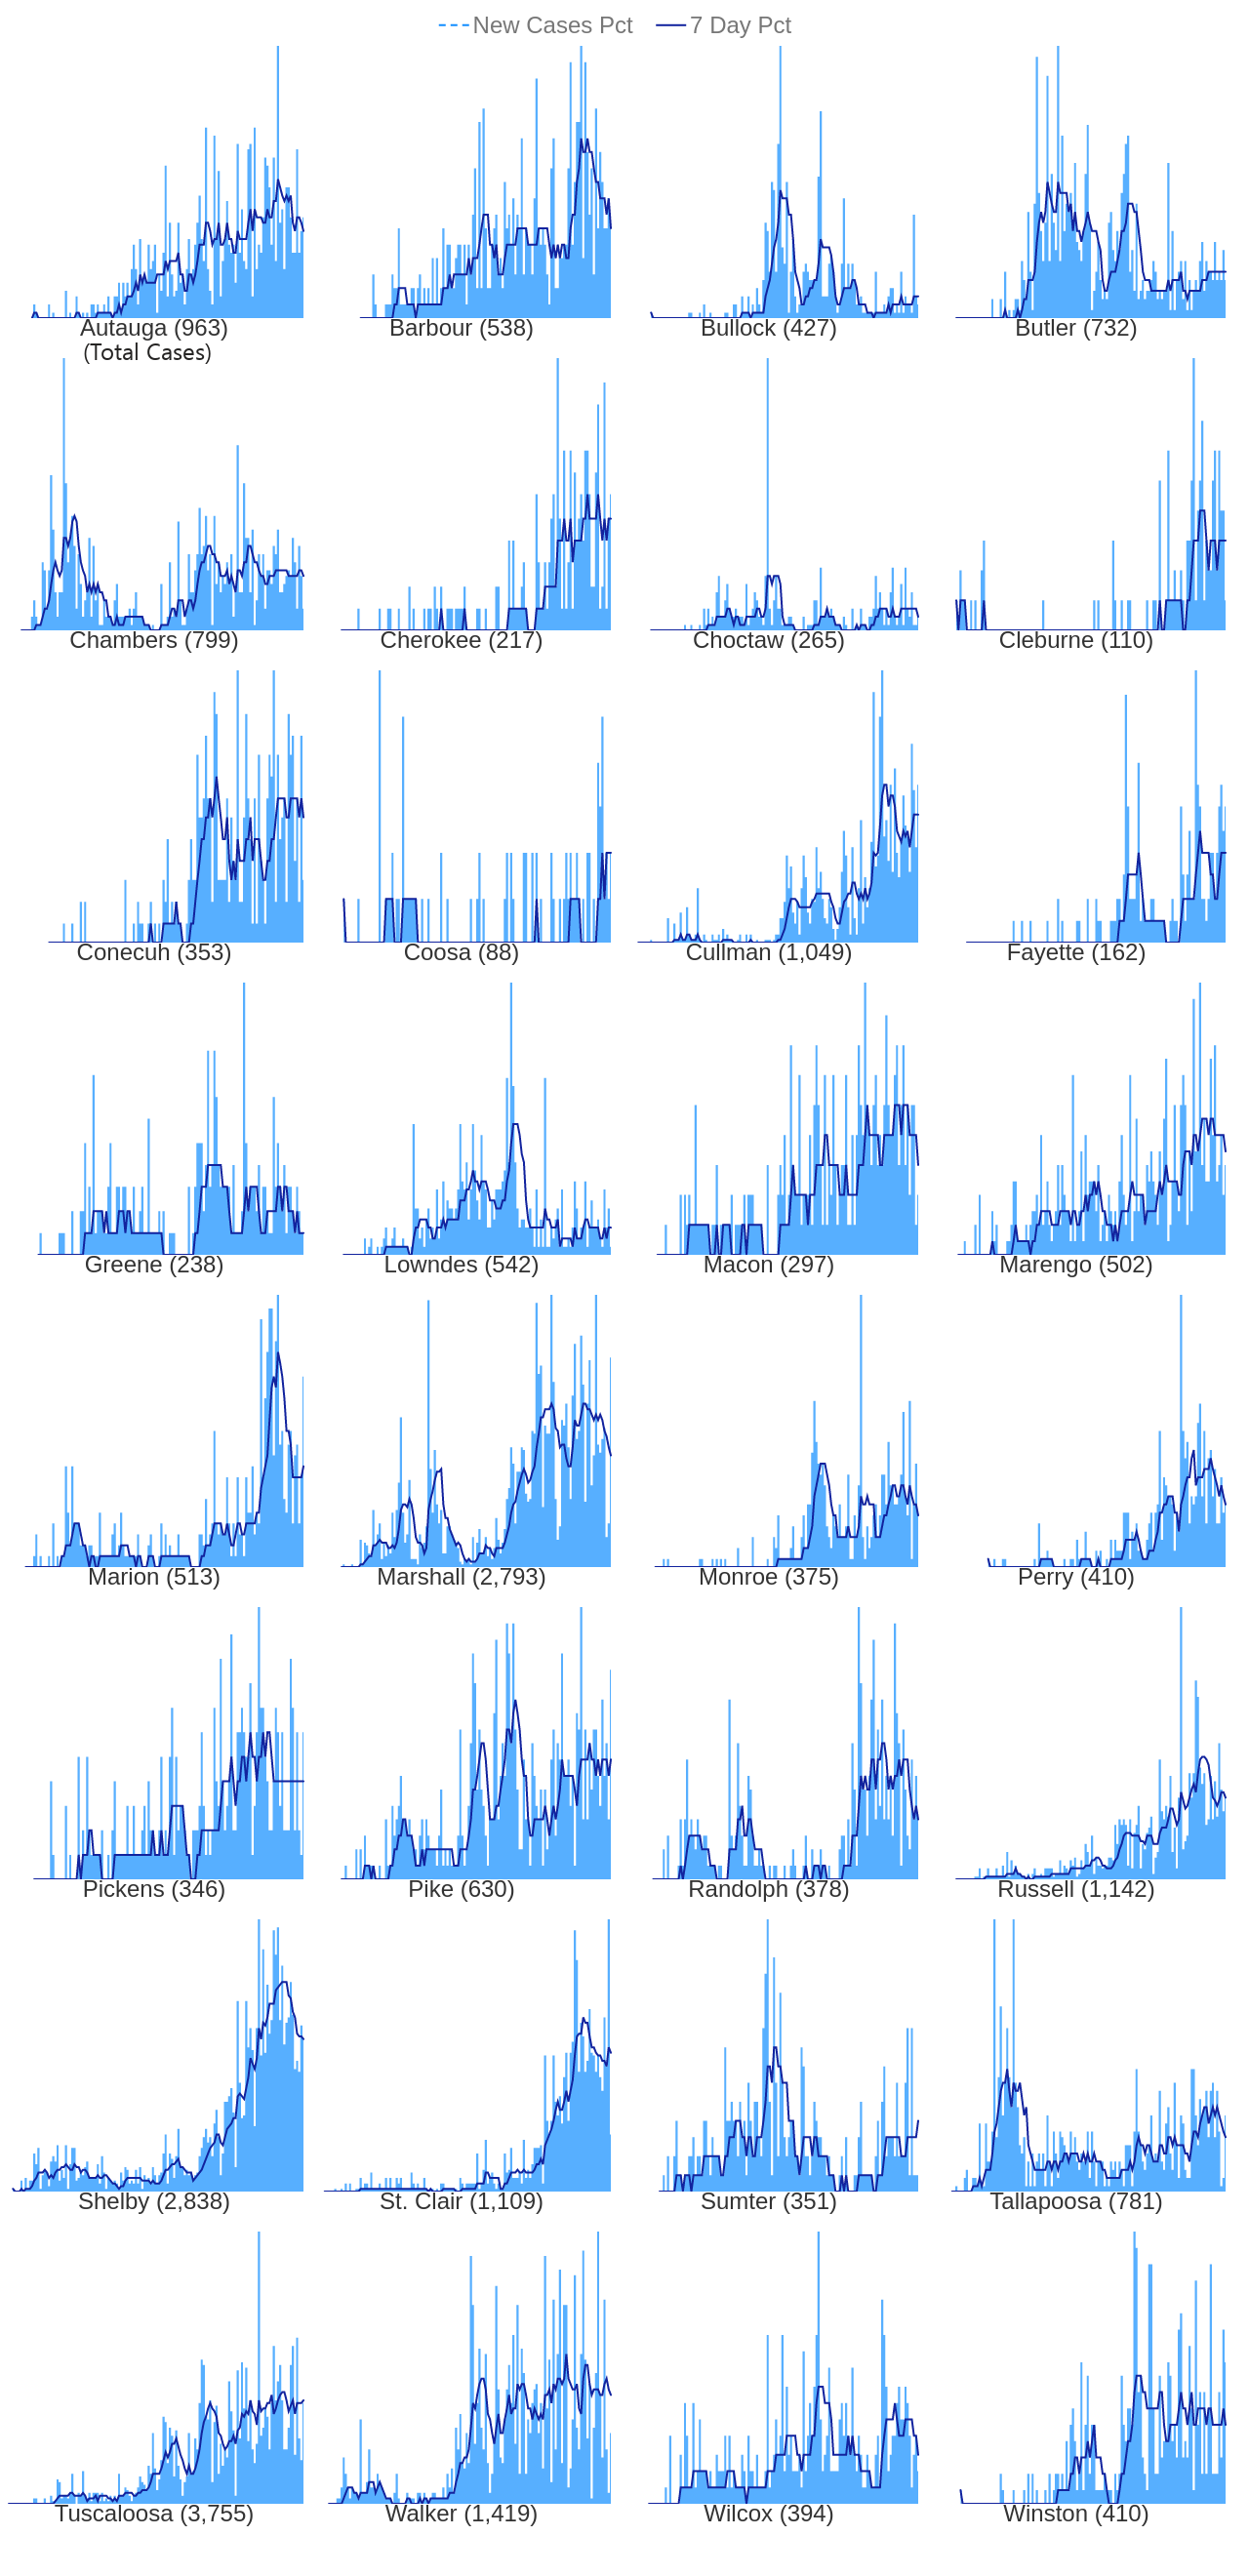 New Cases Pct 7 Day Pct
Autauga (963) Barbour (538) Bullock (427) Butler (732)
(Total Cases)
Chambers (799) Cherokee (217) Choctaw (265) Cleburne (110)
Conecuh (353) Coosa (88) Cullman (1,049) Fayette (162)
Greene (238) Lowndes (542) Macon (297) Marengo (502)
Marion (513) Marshall (2,793) Monroe (375) Perry (410)
Pickens (346) Pike (630) Randolph (378) Russell (1,142)
Shelby (2,838) St. Clair (1,109) Sumter (351) Tallapoosa (781)
Tuscaloosa (3,755) Walker (1,419) Wilcox (394) Winston (410)